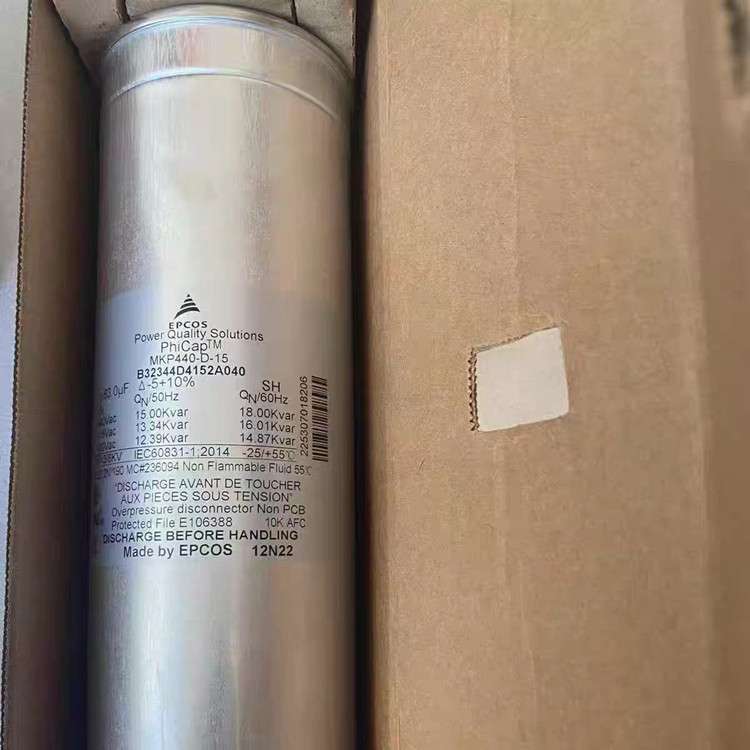 EPCOS
Power Quality Solutions
PhiCap™
MKP440-D-15
B32344D4152A040
Δ-5+10% SH
QN/50Hz QN/60Hz
15.00Kvar 18.00Kvar
13.34Kvar 16.01Kvar
12.39Kvar 14.87Kvar
IEC60831-1;2014 -25/+55℃
MC#236094 Non Flammable Fluid 55℃
"DISCHARGE AVANT DE TOUCHER
AUX PIECES SOUS TENSION"
Overpressure disconnector Non PCB
Protected File E106388 10K AFC
DISCHARGE BEFORE HANDLING
Made by EPCOS 12N22
225307018206